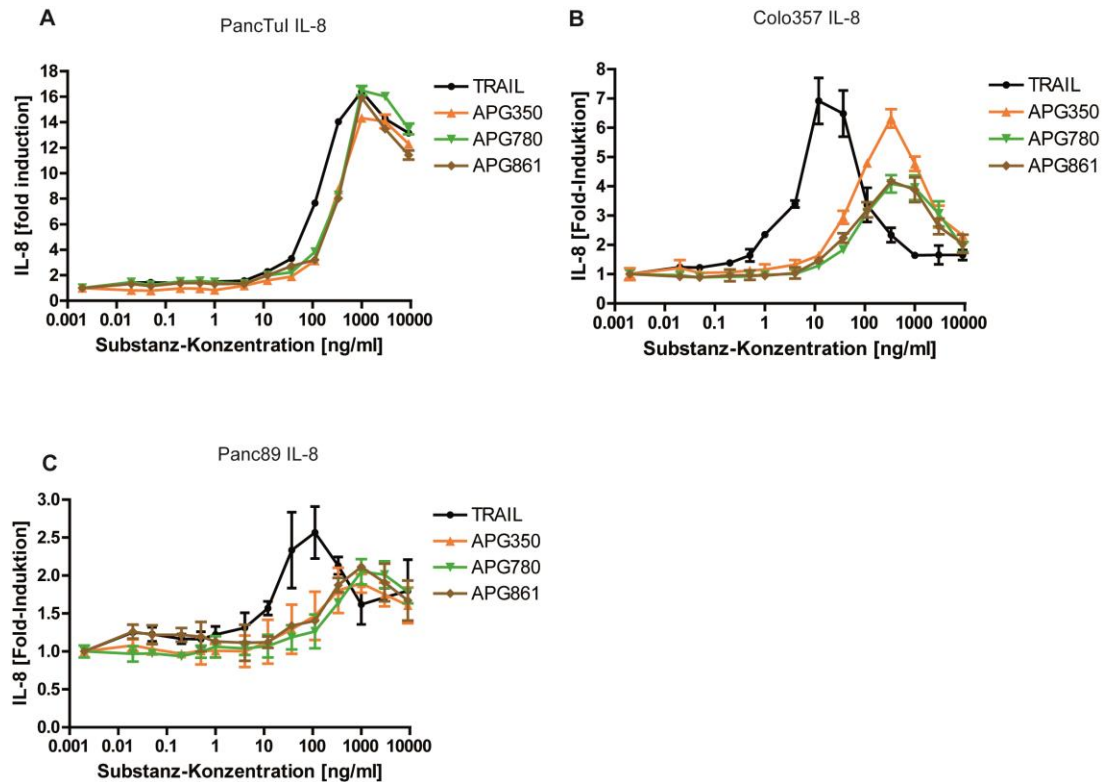 A
PancTuI IL-8
IL-8 [fold induction]
18
16
14
12
10
8
6
4
2
0
0.001 0.01 0.1 1 10 100 1000 10000
Substanz-Konzentration [ng/ml]
TRAIL
APG350
APG780
APG861
B
Colo357 IL-8
IL-8 [Fold-Induktion]
8
7
6
5
4
3
2
1
0
0.001 0.01 0.1 1 10 100 1000 10000
Substanz-Konzentration [ng/ml]
TRAIL
APG350
APG780
APG861
C
Panc89 IL-8
IL-8 [Fold-Induktion]
3.0
2.5
2.0
1.5
1.0
0.5
0.0
0.001 0.01 0.1 1 10 100 1000 10000
Substanz-Konzentration [ng/ml]
TRAIL
APG350
APG780
APG861